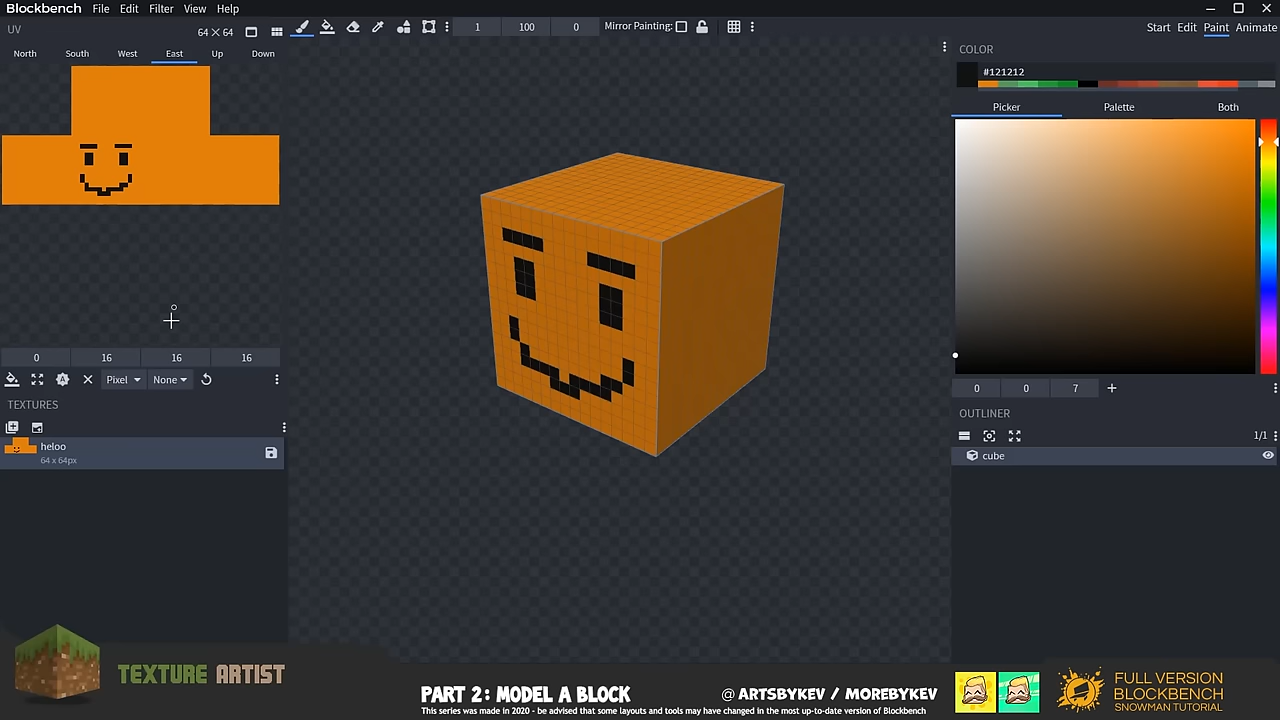 Blockbench File Edit Filter View Help
UV 64 × 64
1 100 0 Mirror Painting:
Start Edit Paint Animate
North South West East Up Down
COLOR
#121212
Picker Palette Both
0 16 16 16
Pixel None
0 0 7
TEXTURES
heloo
64 x 64px
OUTLINER
1/1
cube
TEXTURE ARTIST
PART 2: MODEL A BLOCK
@ARTSBYKEV / MOREBYKEV
This series was made in 2020 - be advised that some layouts and tools may have changed in the most up-to-date version of Blockbench
FULL VERSION
BLOCKBENCH
SNOWMAN TUTORIAL